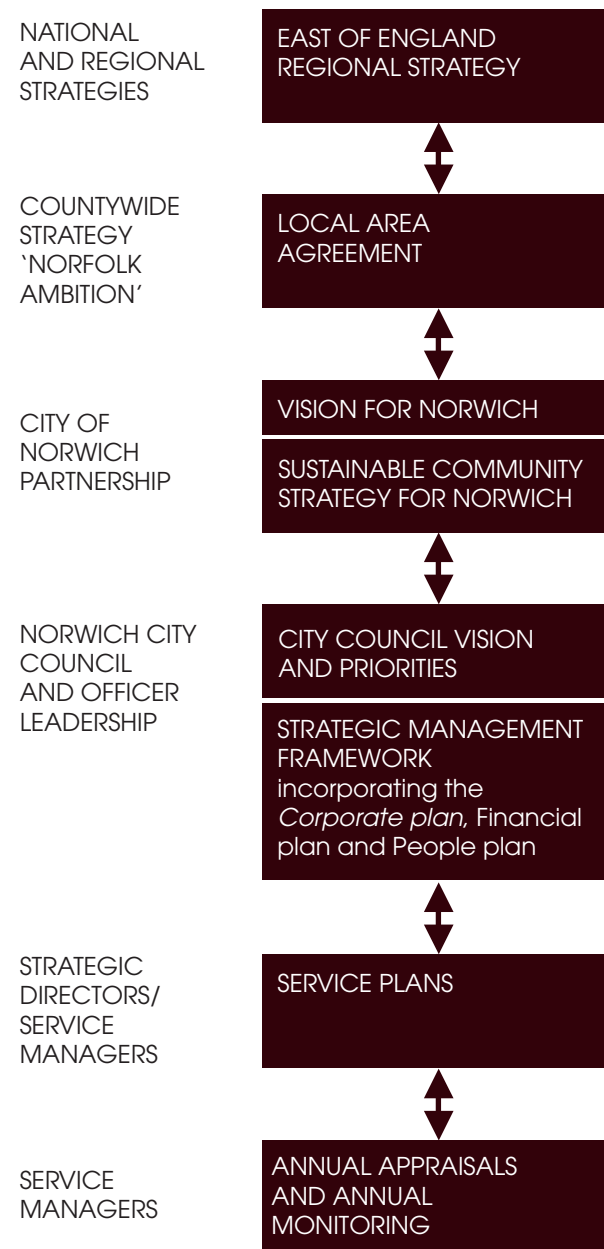 NATIONAL
AND REGIONAL
STRATEGIES
EAST OF ENGLAND
REGIONAL STRATEGY
COUNTYWIDE
STRATEGY
‘NORFOLK
AMBITION’
LOCAL AREA
AGREEMENT
CITY OF
NORWICH
PARTNERSHIP
VISION FOR NORWICH
SUSTAINABLE COMMUNITY
STRATEGY FOR NORWICH
NORWICH CITY
COUNCIL
AND OFFICER
LEADERSHIP
CITY COUNCIL VISION
AND PRIORITIES
STRATEGIC MANAGEMENT
FRAMEWORK
incorporating the
Corporate plan, Financial
plan and People plan
STRATEGIC
DIRECTORS/
SERVICE
MANAGERS
SERVICE PLANS
SERVICE
MANAGERS
ANNUAL APPRAISALS
AND ANNUAL
MONITORING